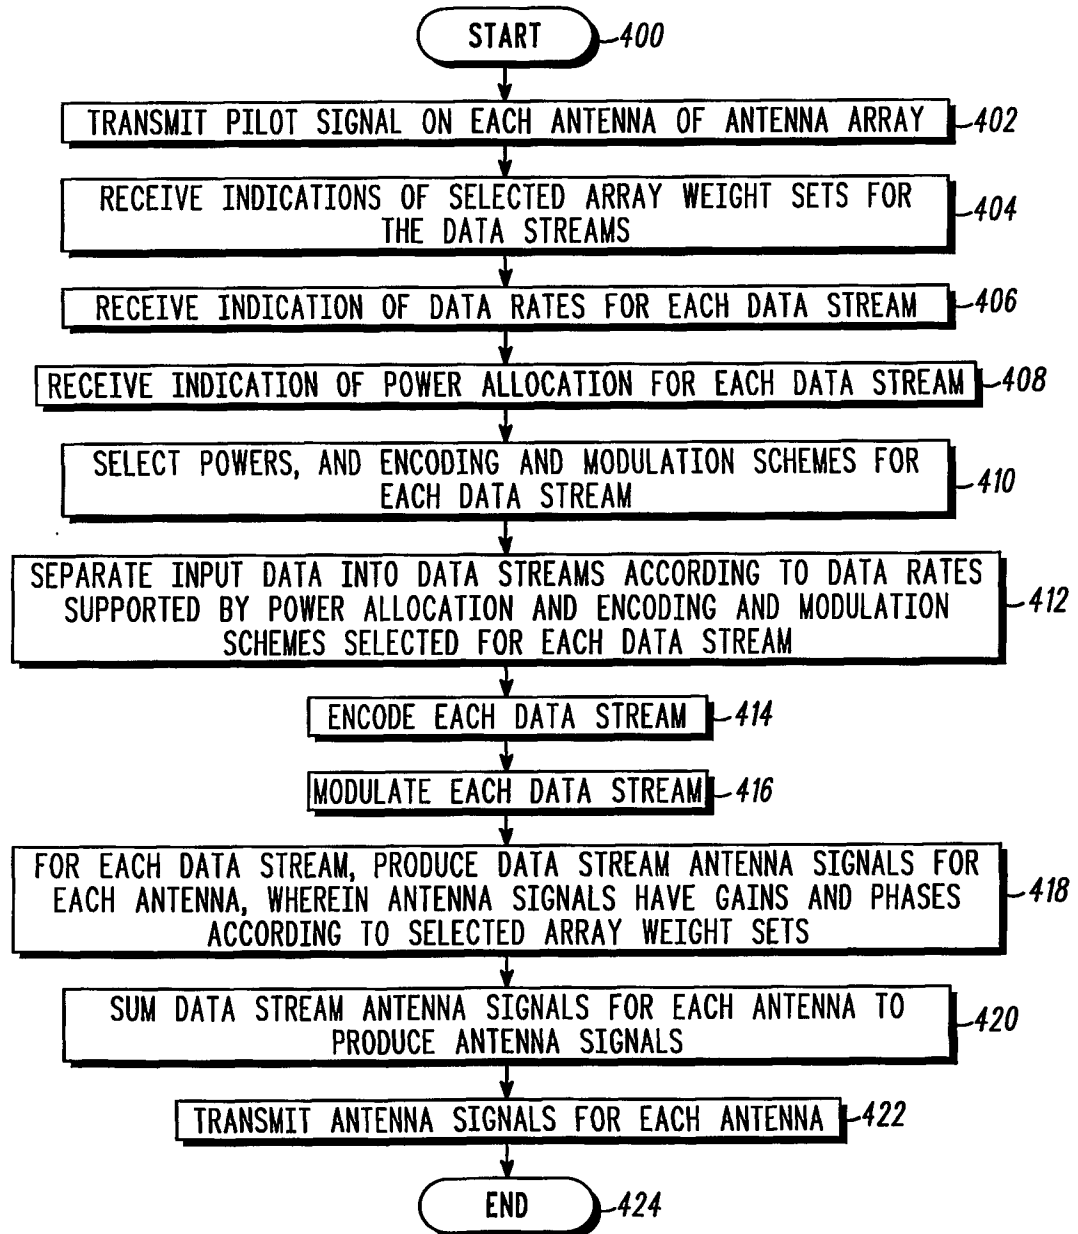 START
400
TRANSMIT PILOT SIGNAL ON EACH ANTENNA OF ANTENNA ARRAY
402
RECEIVE INDICATIONS OF SELECTED ARRAY WEIGHT SETS FOR
THE DATA STREAMS
404
RECEIVE INDICATION OF DATA RATES FOR EACH DATA STREAM
406
RECEIVE INDICATION OF POWER ALLOCATION FOR EACH DATA STREAM
408
SELECT POWERS, AND ENCODING AND MODULATION SCHEMES FOR
EACH DATA STREAM
410
SEPARATE INPUT DATA INTO DATA STREAMS ACCORDING TO DATA RATES
SUPPORTED BY POWER ALLOCATION AND ENCODING AND MODULATION
SCHEMES SELECTED FOR EACH DATA STREAM
412
ENCODE EACH DATA STREAM
414
MODULATE EACH DATA STREAM
416
FOR EACH DATA STREAM, PRODUCE DATA STREAM ANTENNA SIGNALS FOR
EACH ANTENNA, WHEREIN ANTENNA SIGNALS HAVE GAINS AND PHASES
ACCORDING TO SELECTED ARRAY WEIGHT SETS
418
SUM DATA STREAM ANTENNA SIGNALS FOR EACH ANTENNA TO
PRODUCE ANTENNA SIGNALS
420
TRANSMIT ANTENNA SIGNALS FOR EACH ANTENNA
422
END
424